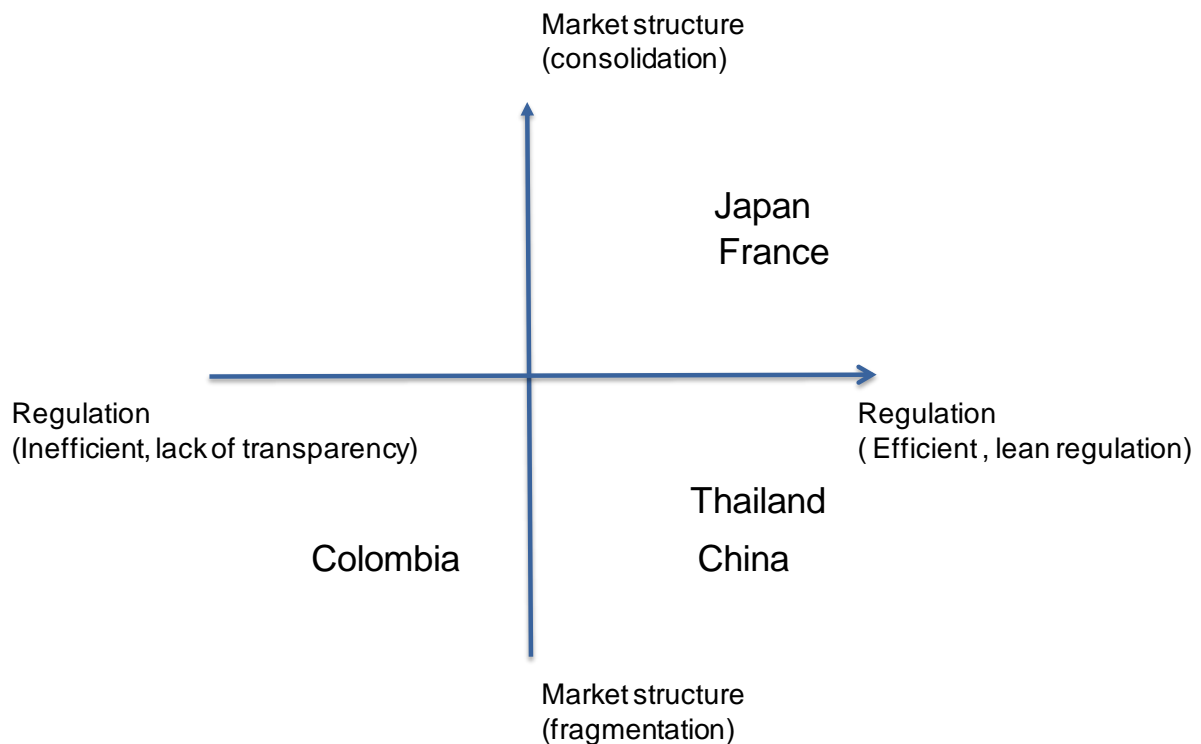 Market structure
(consolidation)
Japan
France
Regulation
(Inefficient, lack of transparency)
Regulation
( Efficient , lean regulation)
Thailand
Colombia
China
Market structure
(fragmentation)